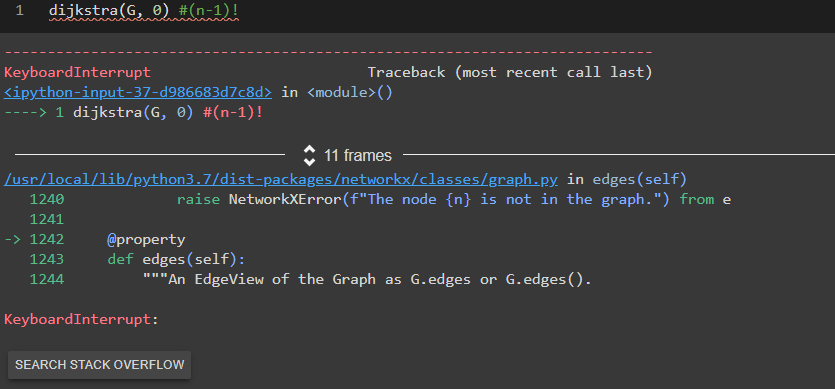 1 dijkstra(G, 0) #(n-1)!
---------------------------------------------------------------------------
KeyboardInterrupt                         Traceback (most recent call last)
<ipython-input-37-d986683d7c8d> in <module>()
----> 1 dijkstra(G, 0) #(n-1)!
11 frames
/usr/local/lib/python3.7/dist-packages/networkx/classes/graph.py in edges(self)
   1240             raise NetworkXError(f"The node {n} is not in the graph.") from e
   1241
-> 1242     @property
   1243     def edges(self):
   1244         """An EdgeView of the Graph as G.edges or G.edges().
KeyboardInterrupt:
SEARCH STACK OVERFLOW